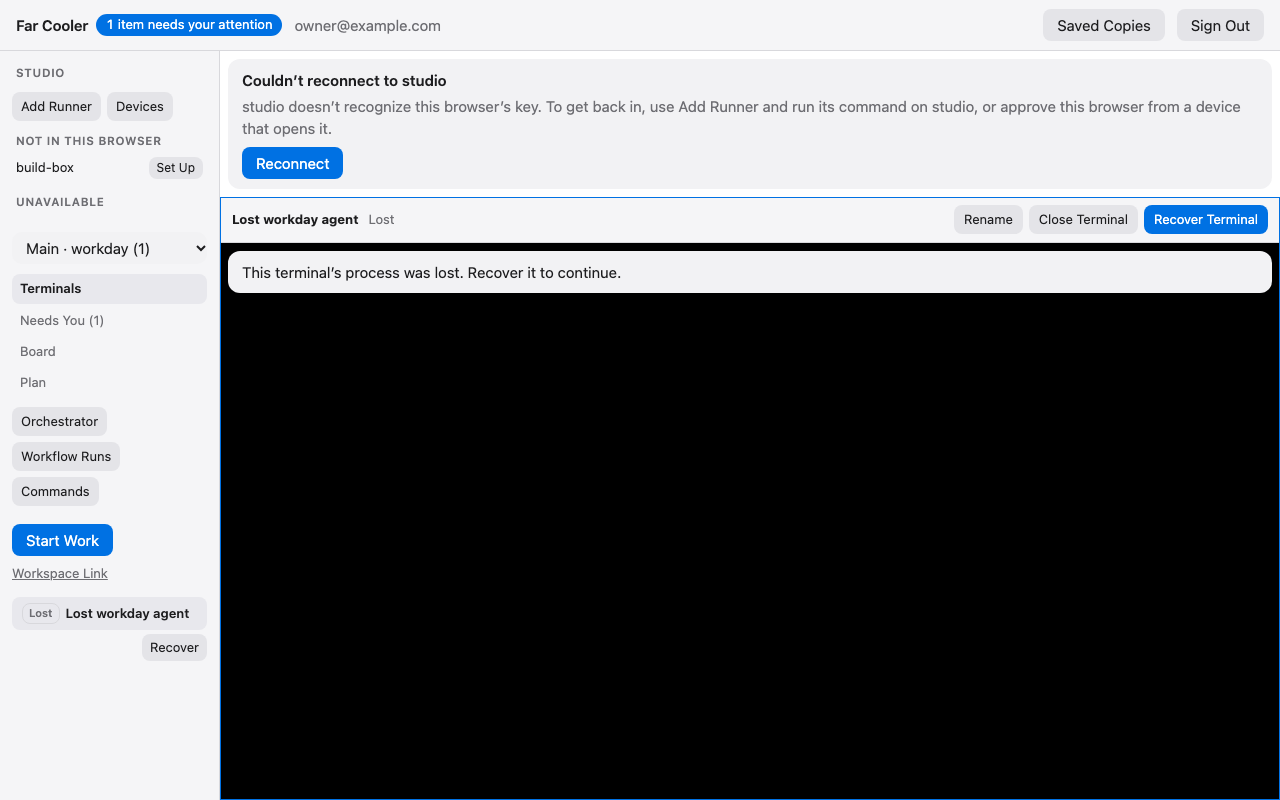 Far Cooler
1 item needs your attention
owner@example.com
Saved Copies
Sign Out
STUDIO
Add Runner
Devices
NOT IN THIS BROWSER
build-box
Set Up
UNAVAILABLE
Main · workday (1)
Terminals
Needs You (1)
Board
Plan
Orchestrator
Workflow Runs
Commands
Start Work
Workspace Link
Lost
Lost workday agent
Recover
Couldn’t reconnect to studio
studio doesn’t recognize this browser’s key. To get back in, use Add Runner and run its command on studio, or approve this browser from a device
that opens it.
Reconnect
Lost workday agent
Lost
Rename
Close Terminal
Recover Terminal
This terminal’s process was lost. Recover it to continue.